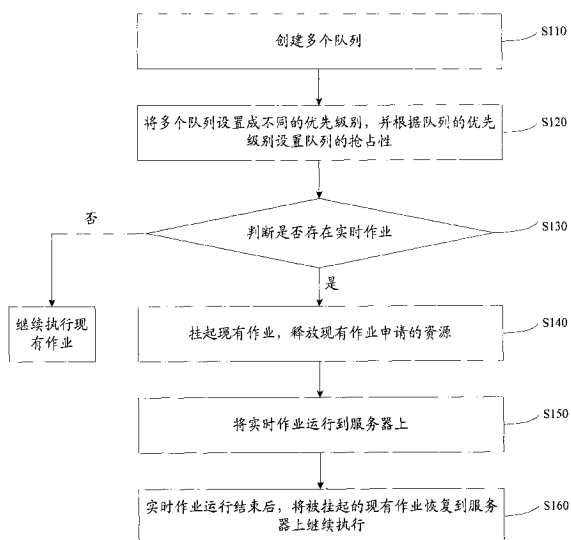 创建多个队列
S110
将多个队列设置成不同的优先级别，并根据队列的优先
级别设置队列的抢占性
S120
判断是否存在实时作业
S130
否
是
继续执行现
有作业
挂起现有作业，释放现有作业申请的资源
S140
将实时作业运行到服务器上
S150
实时作业运行结束后，将被挂起的现有作业恢复到服务
器上继续执行
S160